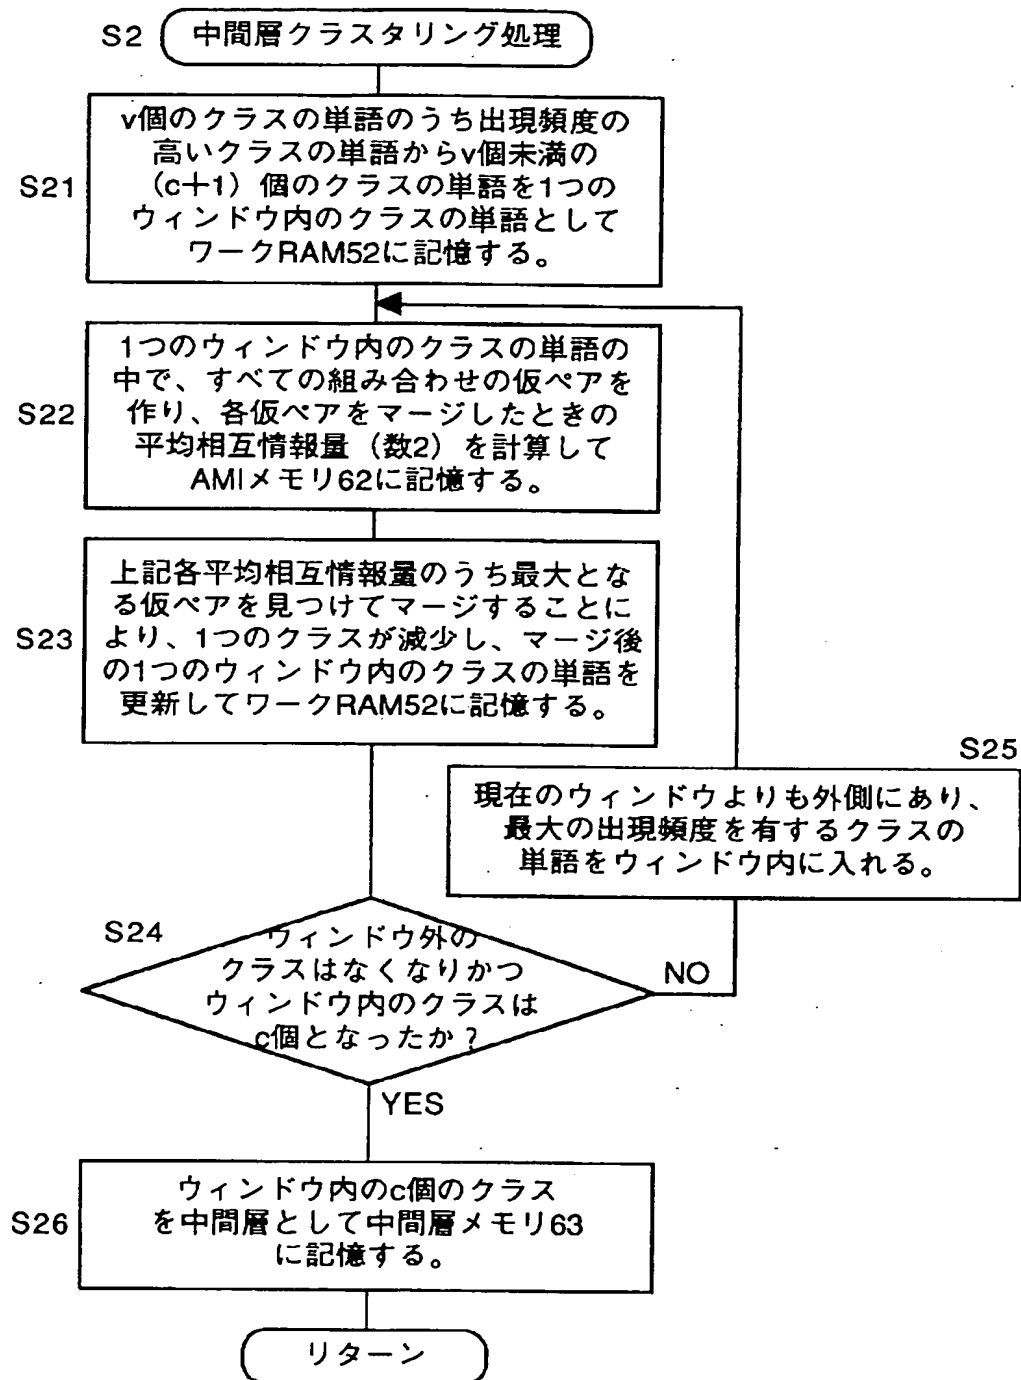 S2
中間層クラスタリング処理
S21
v個のクラスの単語のうち出現頻度の
高いクラスの単語からv個未満の
（c＋1）個のクラスの単語を1つの
ウィンドウ内のクラスの単語として
ワークRAM52に記憶する。
S22
1つのウィンドウ内のクラスの単語の
中で、すべての組み合わせの仮ペアを
作り、各仮ペアをマージしたときの
平均相互情報量（数2）を計算して
AMIメモリ62に記憶する。
S23
上記各平均相互情報量のうち最大とな
る仮ペアを見つけてマージすることに
より、1つのクラスが減少し、マージ後
の1つのウィンドウ内のクラスの単語を
更新してワークRAM52に記憶する。
S25
現在のウィンドウよりも外側にあり、
最大の出現頻度を有するクラスの
単語をウィンドウ内に入れる。
S24
ウィンドウ外の
クラスはなくなりかつ
ウィンドウ内のクラスは
c個となったか？
NO
YES
S26
ウィンドウ内のc個のクラス
を中間層として中間層メモリ63
に記憶する。
リターン